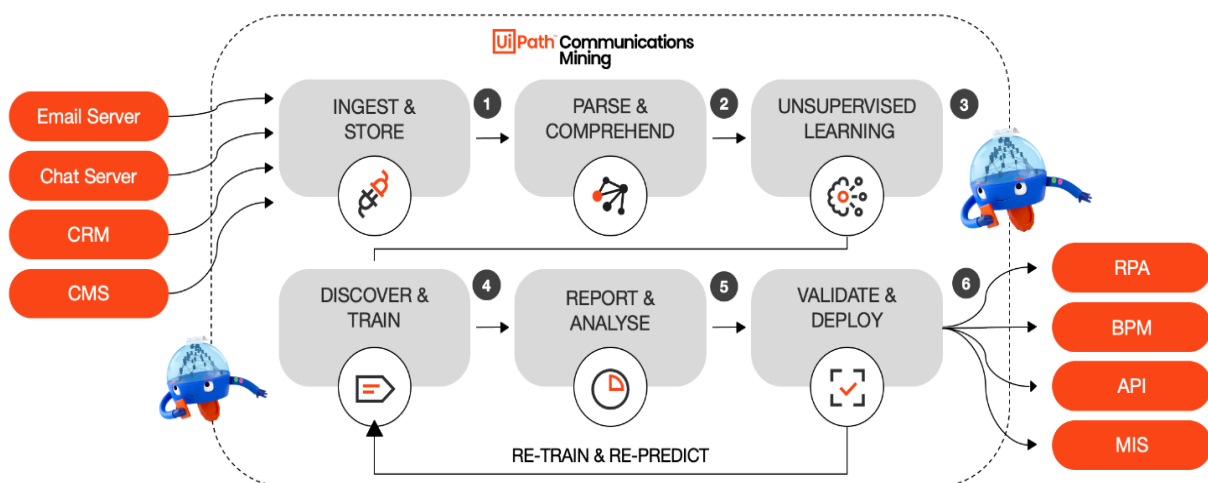 UiPath™ Communications
Mining
Email Server
Chat Server
CRM
CMS
INGEST &
STORE
1
PARSE &
COMPREHEND
2
UNSUPERVISED
LEARNING
3
DISCOVER &
TRAIN
4
REPORT &
ANALYSE
5
VALIDATE &
DEPLOY
6
RE-TRAIN & RE-PREDICT
RPA
BPM
API
MIS